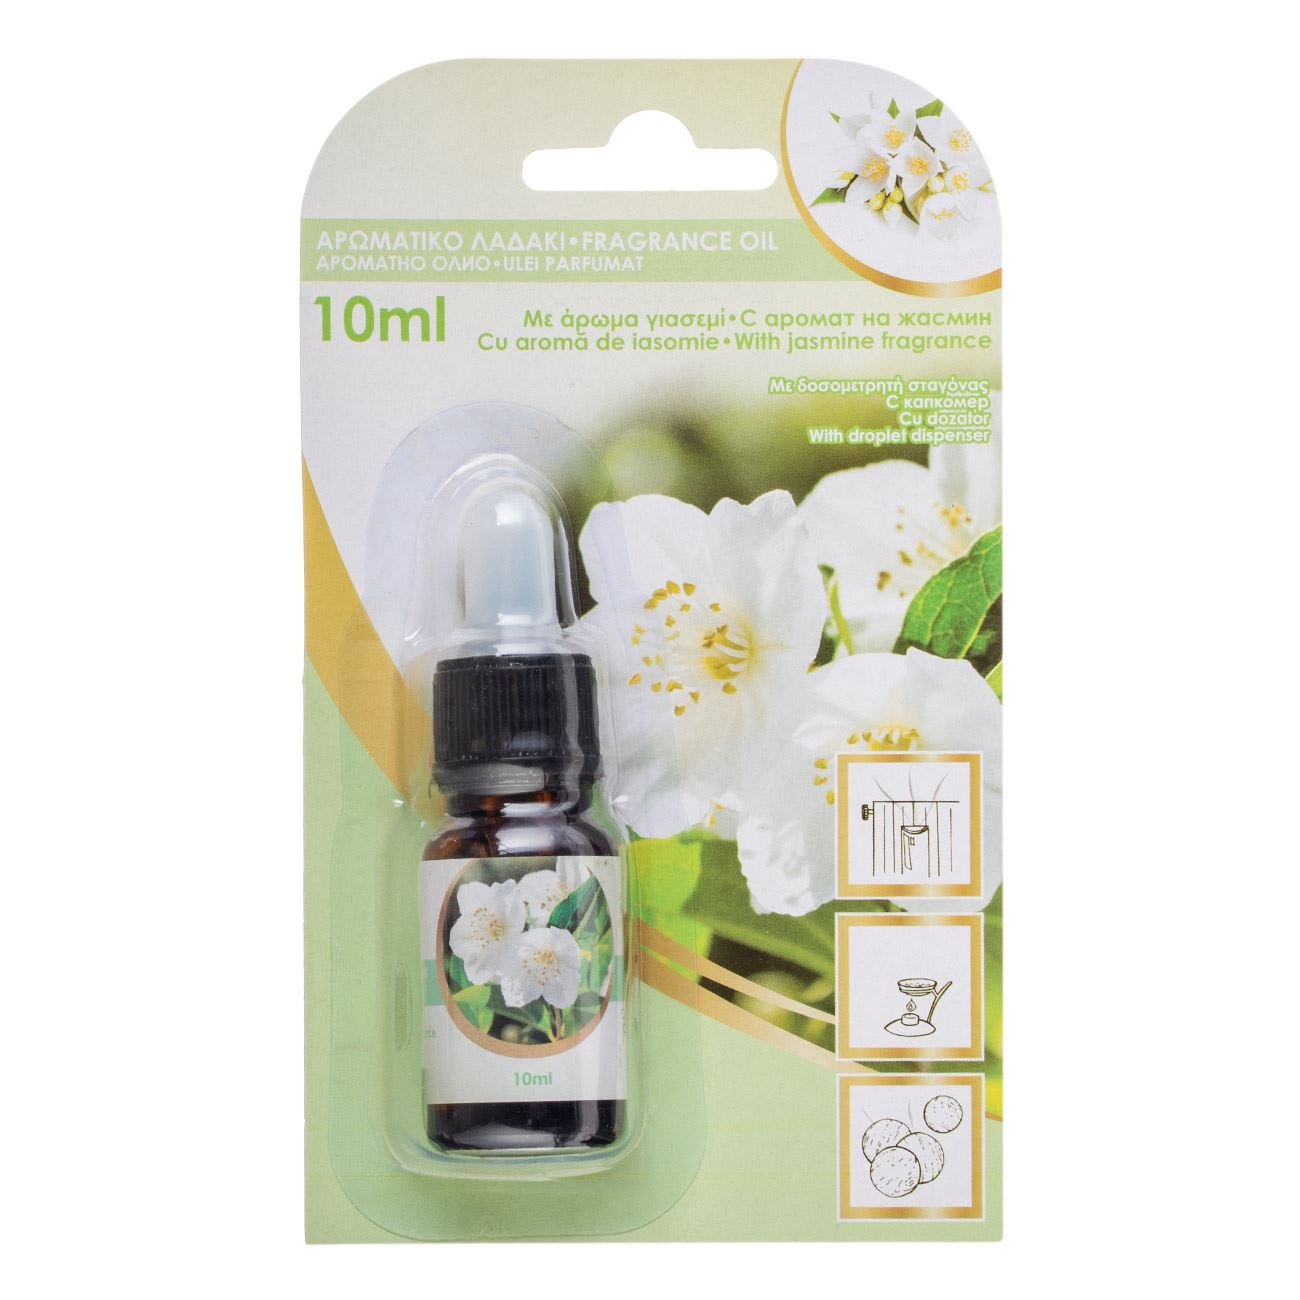 ΑΡΩΜΑΤΙΚΟ ΛΑΔΑΚΙ • FRAGRANCE OIL
АРОМАТНО ОЛИО • ULEI PARFUMAT
10ml
Με άρωμα γιασεμί • С аромат на жасмин
Cu aromă de iasomie • With jasmine fragrance
Με δοσομετρητή σταγόνας
С капкомер
Cu dozator
With droplet dispenser
10ml